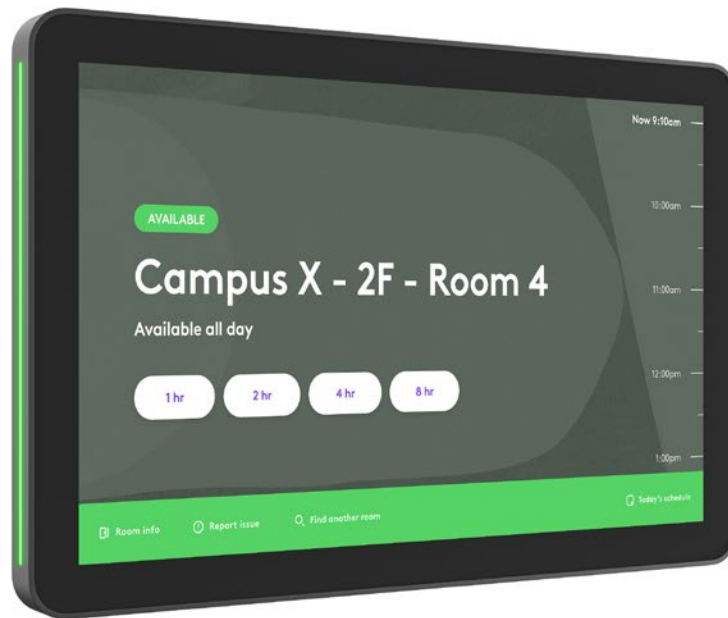 Now 9:10am
10:00am
11:00am
12:00pm
1:00pm
AVAILABLE
Campus X - 2F - Room 4
Available all day
1 hr
2 hr
4 hr
8 hr
Room info
Report issue
Find another room
Today's schedule